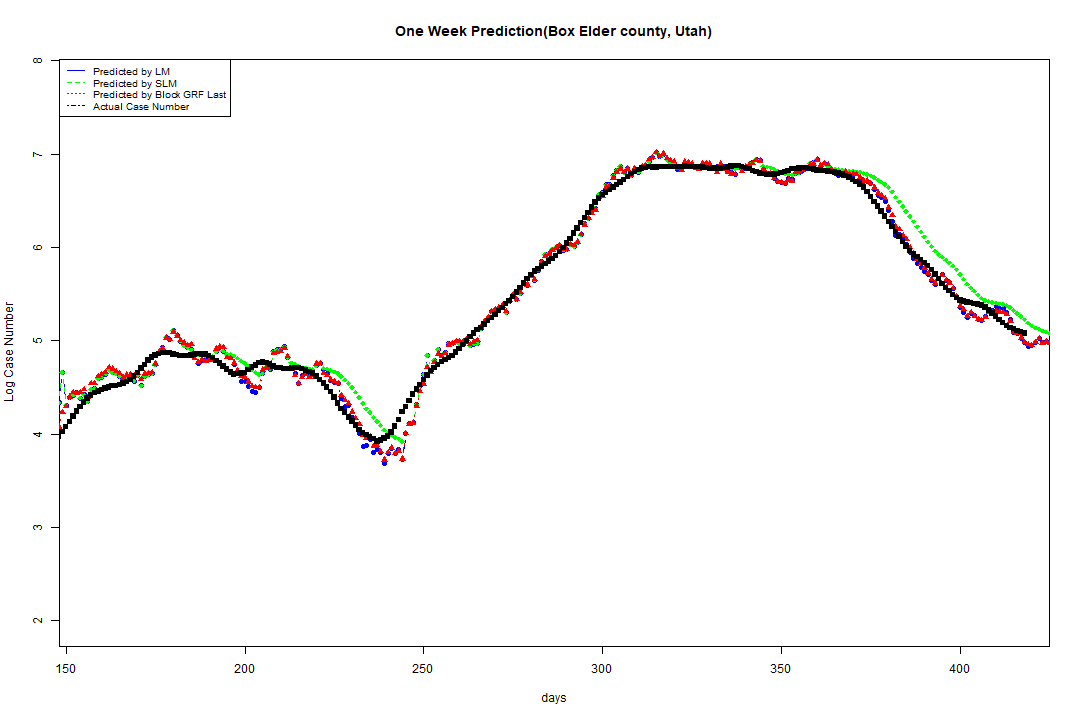 One Week Prediction(Box Elder county, Utah)
Predicted by LM
Predicted by SLM
Predicted by Block GRF Last
Actual Case Number
Log Case Number
8
7
6
5
4
3
2
150 200 250 300 350 400
days